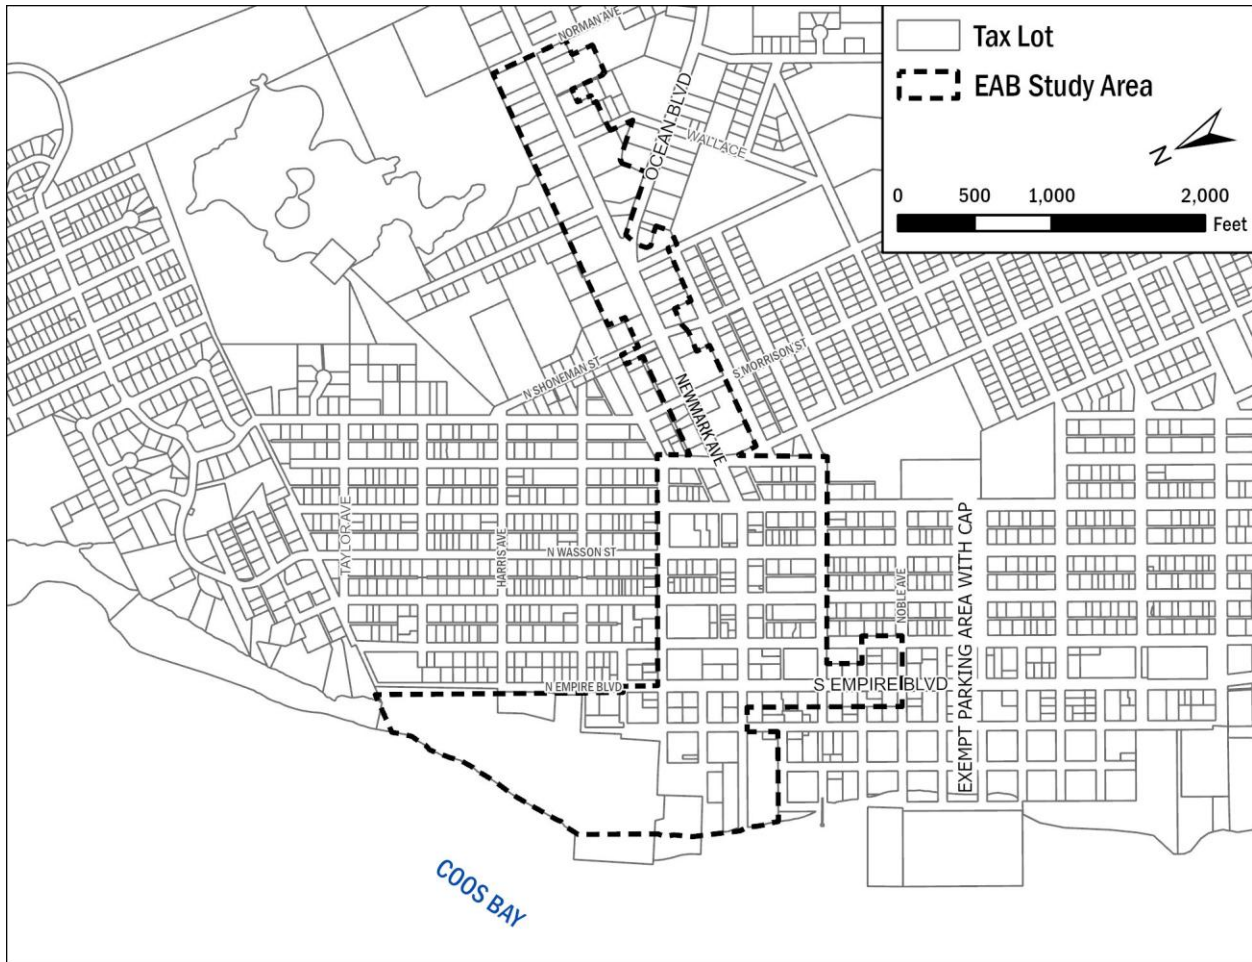 NORMAN AVE
OCEAN BLVD
WALLACE
Tax Lot
EAB Study Area
N
0 500 1,000 2,000
Feet
N SHONEMAN ST
NEWMARK AVE
S MORRISON ST
TAYLOR AVE
HARRIS AVE
N WASSON ST
NOBLE AVE
EXEMPT PARKING AREA WITH CAP
N EMPIRE BLVD
S EMPIRE BLVD
COOS BAY